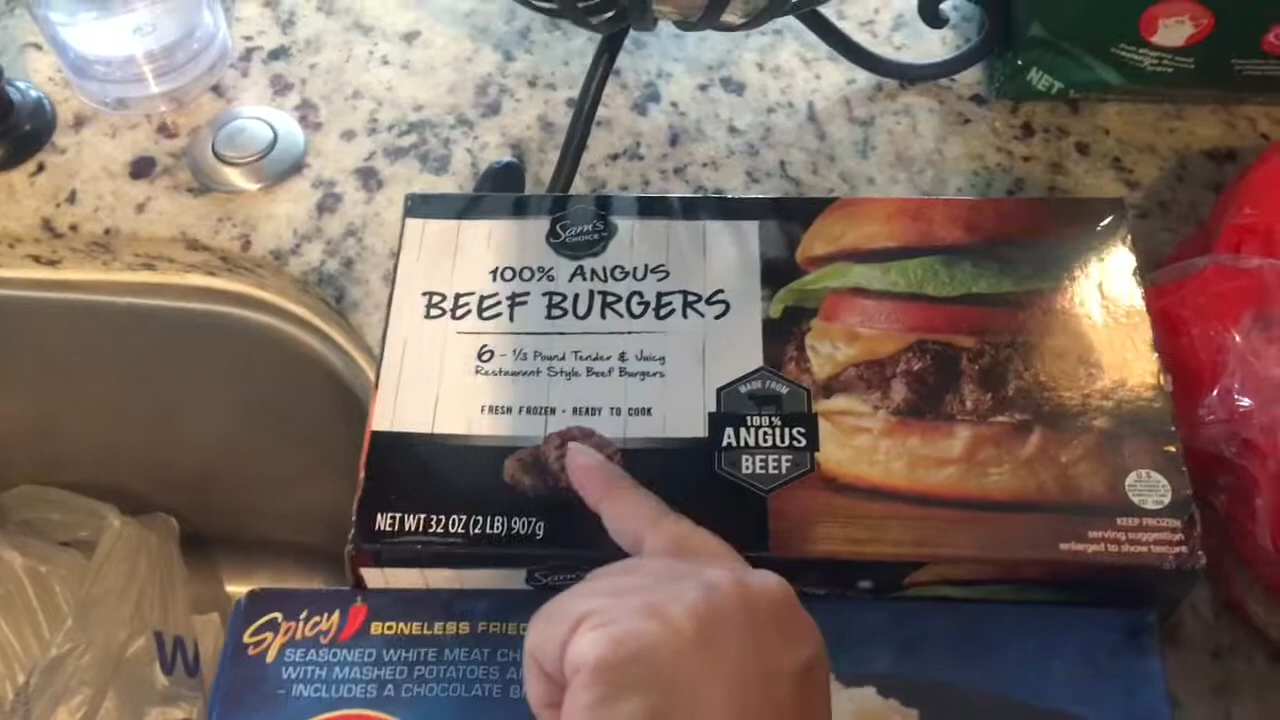 NET
Sam's
CHOICE™
100% ANGUS
BEEF BURGERS
6 - 1/3 Pound Tender & Juicy
Restaurant Style Beef Burgers
FRESH FROZEN - READY TO COOK
MADE FROM
100%
ANGUS
BEEF
NET WT 32 OZ (2 LB) 907g
U.S.
KEEP FROZEN
serving suggestion
enlarged to show texture
Sam's
Spicy BONELESS FRIED
SEASONED WHITE MEAT CH
WITH MASHED POTATOES A
- INCLUDES A CHOCOLATE B
W